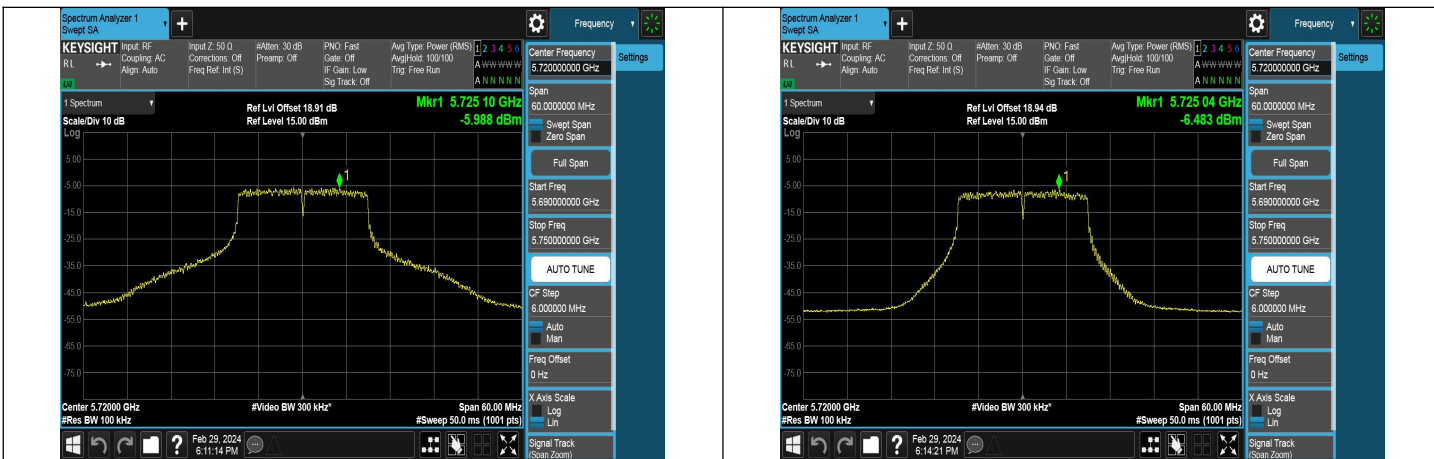 Spectrum Analyzer 1
Swept SA
Frequency
KEYSIGHT
RL
Input: RF
Coupling: AC
Align: Auto
Input Z: 50 Ω
Corrections: Off
Freq Ref: Int (S)
#Atten: 30 dB
Preamp: Off
PNO: Fast
Gate: Off
IF Gain: Low
Sig Track: Off
Avg Type: Power (RMS)
Avg|Hold: 100/100
Trig: Free Run
1 2 3 4 5 6
A W W W W W
A N N N N N
1 Spectrum
Scale/Div 10 dB
Log
Ref Lvl Offset 18.91 dB
Ref Level 15.00 dBm
Mkr1 5.725 10 GHz
-5.988 dBm
5.00
-5.00
-15.0
-25.0
-35.0
-45.0
-55.0
-65.0
-75.0
1
Center 5.72000 GHz
#Res BW 100 kHz
#Video BW 300 kHz*
Span 60.00 MHz
#Sweep 50.0 ms (1001 pts)
Feb 29, 2024
6:11:14 PM
Center Frequency
5.720000000 GHz
Settings
Span
60.0000000 MHz
Swept Span
Zero Span
Full Span
Start Freq
5.690000000 GHz
Stop Freq
5.750000000 GHz
AUTO TUNE
CF Step
6.000000 MHz
Auto
Man
Freq Offset
0 Hz
X Axis Scale
Log
Lin
Signal Track
(Span Zoom)
Spectrum Analyzer 1
Swept SA
Frequency
KEYSIGHT
RL
Input: RF
Coupling: AC
Align: Auto
Input Z: 50 Ω
Corrections: Off
Freq Ref: Int (S)
#Atten: 30 dB
Preamp: Off
PNO: Fast
Gate: Off
IF Gain: Low
Sig Track: Off
Avg Type: Power (RMS)
Avg|Hold: 100/100
Trig: Free Run
1 2 3 4 5 6
A W W W W W
A N N N N N
1 Spectrum
Scale/Div 10 dB
Log
Ref Lvl Offset 18.94 dB
Ref Level 15.00 dBm
Mkr1 5.725 04 GHz
-6.483 dBm
5.00
-5.00
-15.0
-25.0
-35.0
-45.0
-55.0
-65.0
-75.0
1
Center 5.72000 GHz
#Res BW 100 kHz
#Video BW 300 kHz*
Span 60.00 MHz
#Sweep 50.0 ms (1001 pts)
Feb 29, 2024
6:14:21 PM
Center Frequency
5.720000000 GHz
Settings
Span
60.0000000 MHz
Swept Span
Zero Span
Full Span
Start Freq
5.690000000 GHz
Stop Freq
5.750000000 GHz
AUTO TUNE
CF Step
6.000000 MHz
Auto
Man
Freq Offset
0 Hz
X Axis Scale
Log
Lin
Signal Track
(Span Zoom)